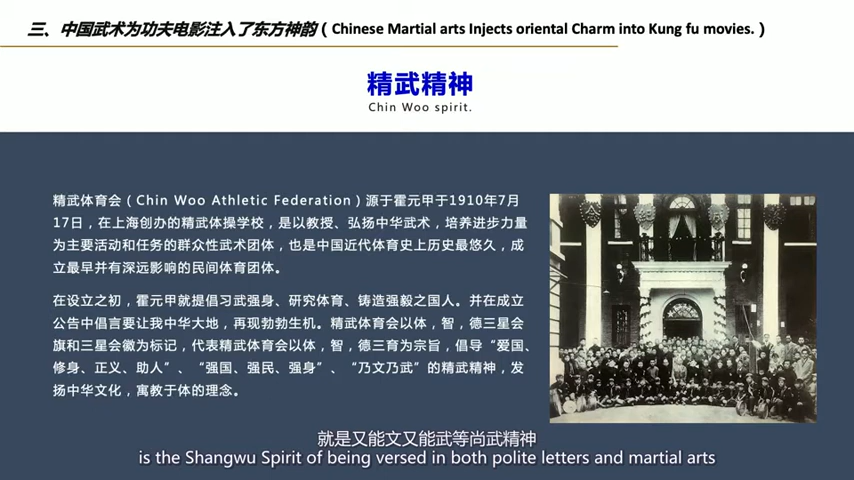 三、中国武术为功夫电影注入了东方神韵（Chinese Martial arts Injects oriental Charm into Kung fu movies.）
精武精神
Chin Woo spirit.
精武体育会（Chin Woo Athletic Federation）源于霍元甲于1910年7月
17日，在上海创办的精武体操学校，是以教授、弘扬中华武术，培养进步力量
为主要活动和任务的群众性武术团体，也是中国近代体育史上历史最悠久，成
立最早并有深远影响的民间体育团体。
在设立之初，霍元甲就提倡习武强身、研究体育、铸造强毅之国人。并在成立
公告中倡言要让我中华大地，再现勃勃生机。精武体育会以体，智，德三星会
旗和三星会徽为标记，代表精武体育会以体，智，德三育为宗旨，倡导“爱国、
修身、正义、助人”、“强国、强民、强身”、“乃文乃武”的精武精神，发
扬中华文化，寓教于体的理念。
就是又能文又能武等尚武精神
is the Shangwu Spirit of being versed in both polite letters and martial arts